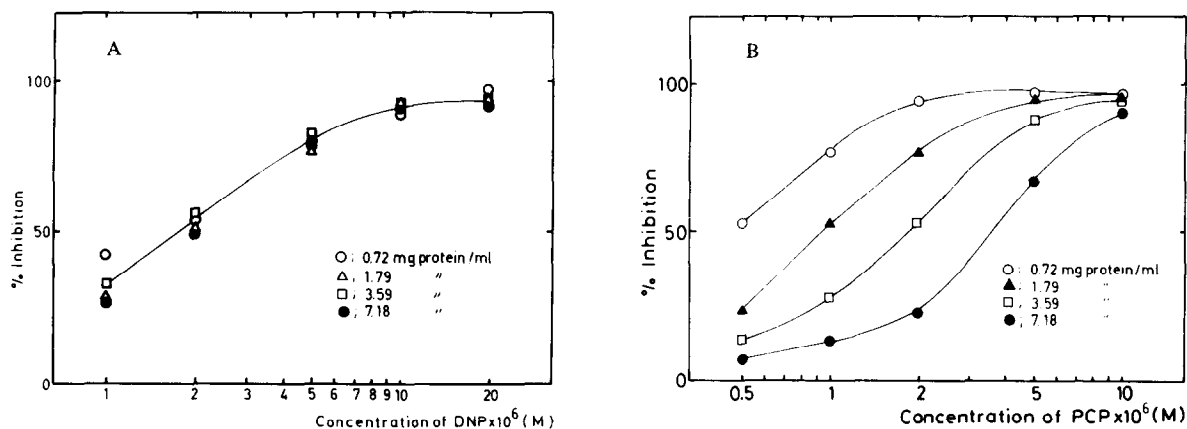 A
100
50
0
% Inhibition
○ ; 0.72 mg protein/ml
△ ; 1.79 〃
□ ; 3.59 〃
● ; 7.18 〃
1 2 3 4 5 6 7 8 9 10 20
Concentration of DNP×10⁶ (M)
B
100
50
0
% Inhibition
○ ; 0.72 mg protein/ml
▲ ; 1.79 〃
□ ; 3.59 〃
● ; 7.18 〃
0.5 1 2 5 10
Concentration of PCP×10⁶ (M)